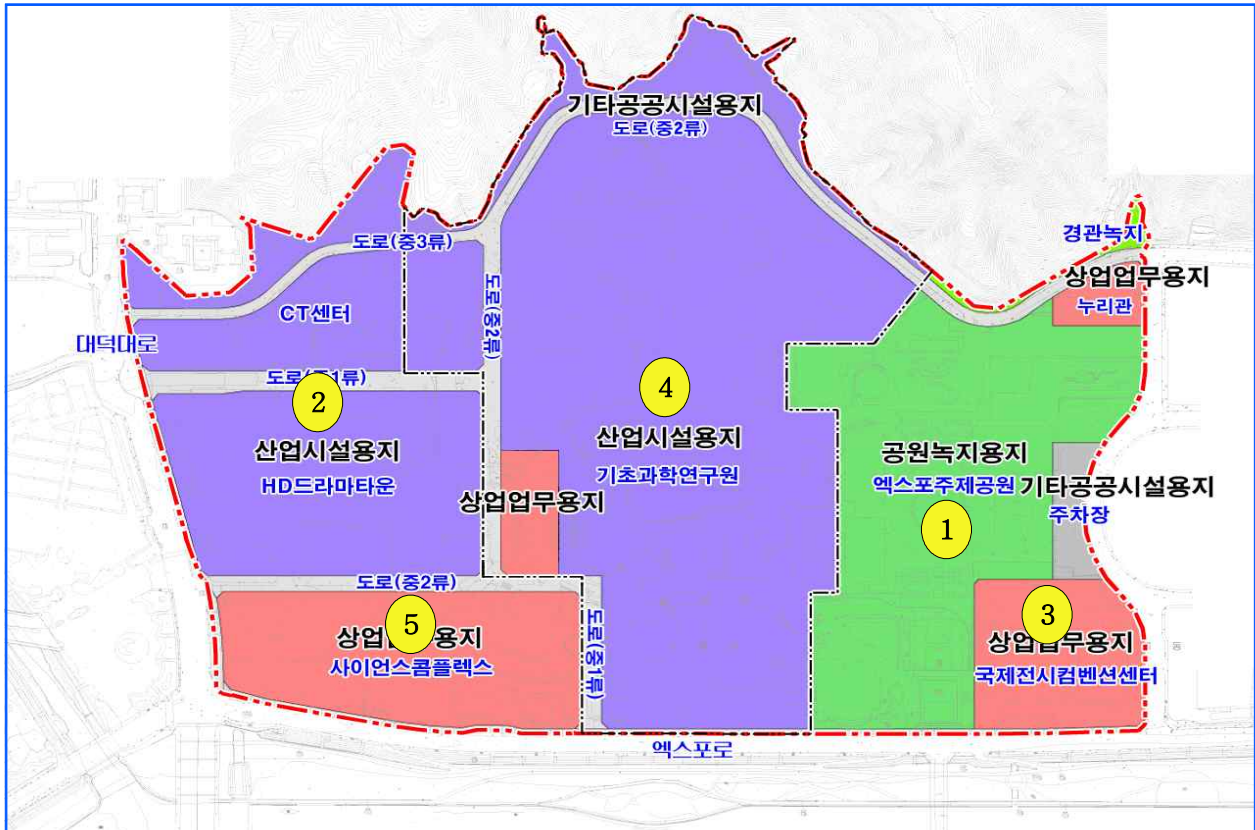 기타공공시설용지
도로(중2류)
경관녹지
도로(중3류)
상업업무용지
누리관
CT센터
도로(중2류)
대덕대로
도로(중1류)
2
4
산업시설용지
HD드라마타운
산업시설용지
기초과학연구원
공원녹지용지
엑스포주제공원
기타공공시설용지
주차장
상업업무용지
1
도로(중2류)
5
상업업무용지
사이언스콤플렉스
도로(중1류)
3
상업업무용지
국제전시컴벤션센터
엑스포로